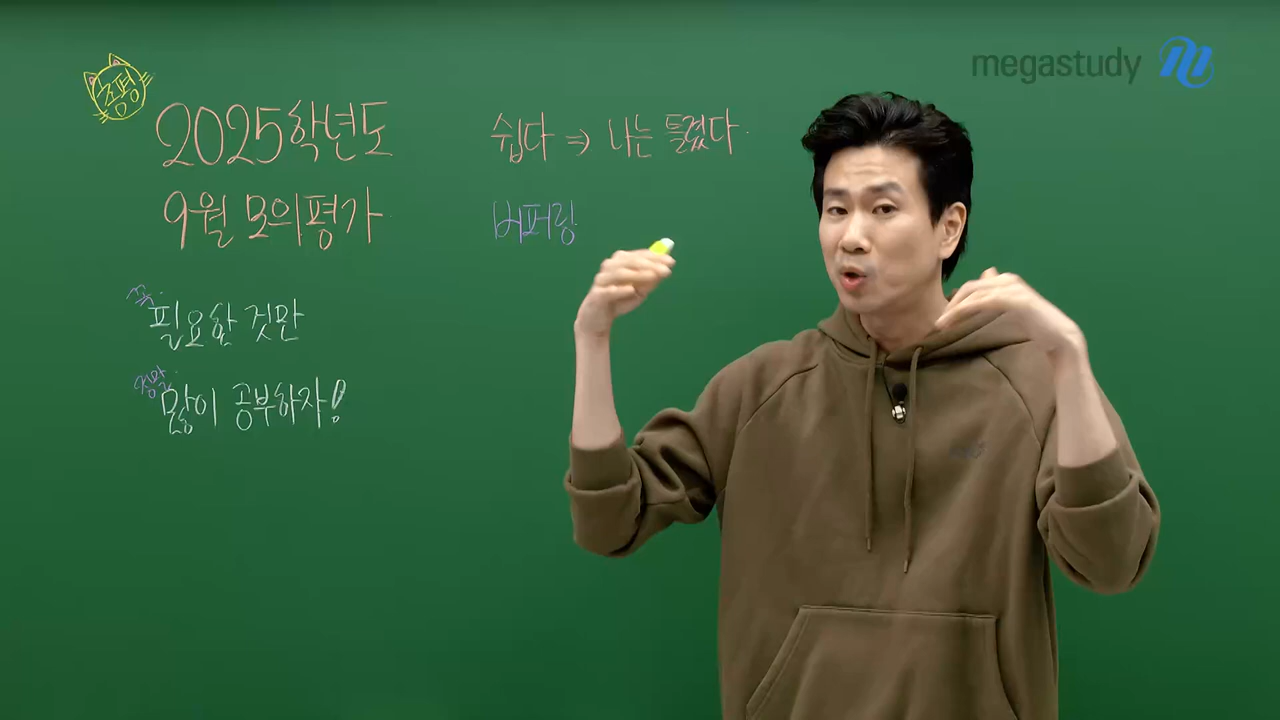 megastudy
총평
2025학년도
9월 모의평가
꼭
필요한 것만
정말
많이 공부하자!
쉽다 ⇒ 나는 틀렸다.
버퍼링